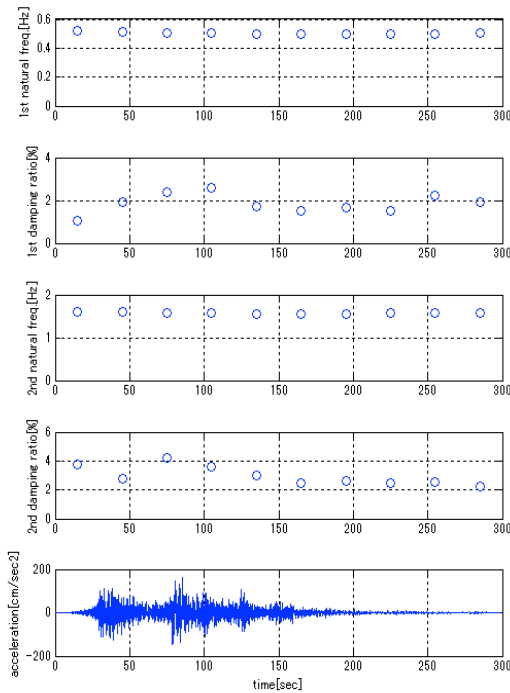 1st natural freq.[Hz]
0.6
0.4
0.2
0
0 50 100 150 200 250 300
1st damping ratio[%]
4
2
0
0 50 100 150 200 250 300
2nd natural freq.[Hz]
2
1
0
0 50 100 150 200 250 300
2nd damping ratio[%]
6
4
2
0
0 50 100 150 200 250 300
acceleration[cm/sec2]
200
0
-200
0 50 100 150 200 250 300
time[sec]